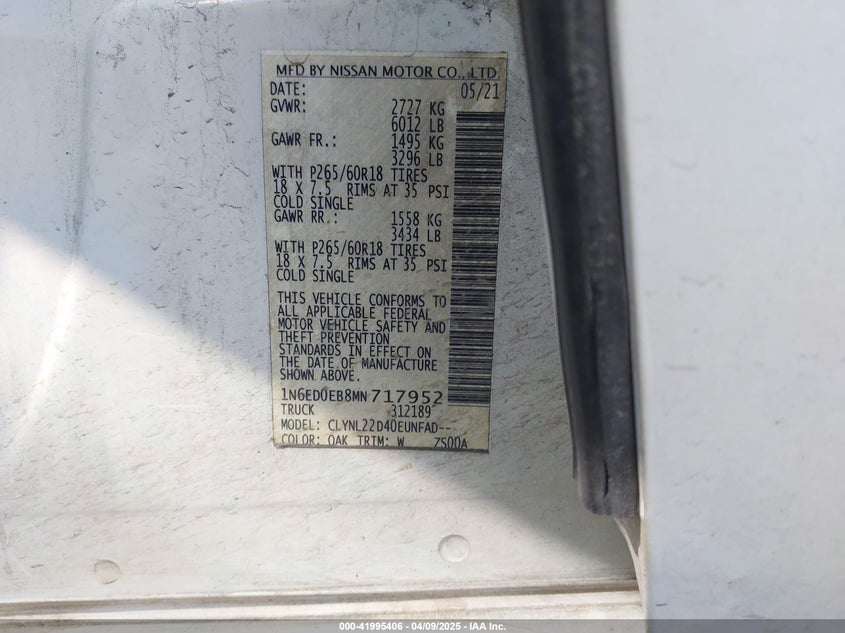 MFD BY NISSAN MOTOR CO., LTD.
DATE: 05/21
GVWR: 2727 KG
6012 LB
GAWR FR.: 1495 KG
3296 LB
WITH P265/60R18 TIRES
18 X 7.5 RIMS AT 35 PSI
COLD SINGLE
GAWR RR.: 1558 KG
3434 LB
WITH P265/60R18 TIRES
18 X 7.5 RIMS AT 35 PSI
COLD SINGLE
THIS VEHICLE CONFORMS TO
ALL APPLICABLE FEDERAL
MOTOR VEHICLE SAFETY AND
THEFT PREVENTION
STANDARDS IN EFFECT ON
THE DATE OF MANUFACTURE
SHOWN ABOVE.
1N6ED0EB8MN717952
TRUCK 312189
MODEL: CLYNL22D40EUNFAD--
COLOR: QAK TRIM: W 7S00A
000-41995406 - 04/09/2025 - IAA Inc.